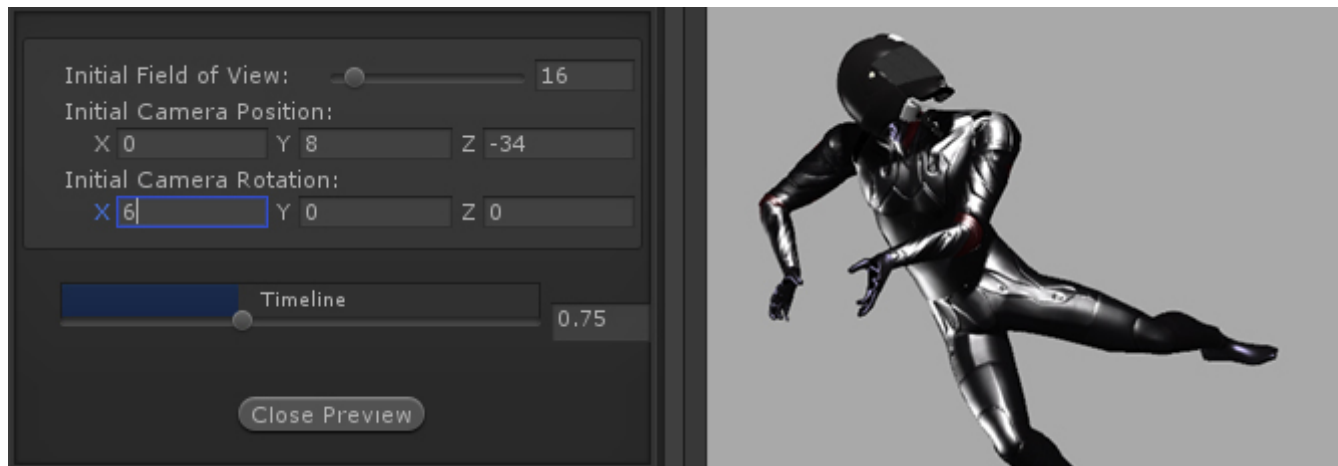 Initial Field of View: 16
Initial Camera Position:
X 0 Y 8 Z -34
Initial Camera Rotation:
X 6 Y 0 Z 0
Timeline
0.75
Close Preview